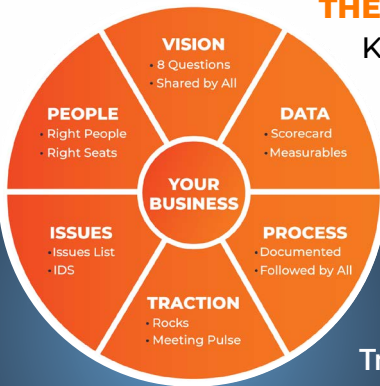 THE
K
VISION
• 8 Questions
• Shared by All
PEOPLE
• Right People
• Right Seats
DATA
• Scorecard
• Measurables
YOUR
BUSINESS
ISSUES
• Issues List
• IDS
PROCESS
• Documented
• Followed by All
TRACTION
• Rocks
• Meeting Pulse
Tr